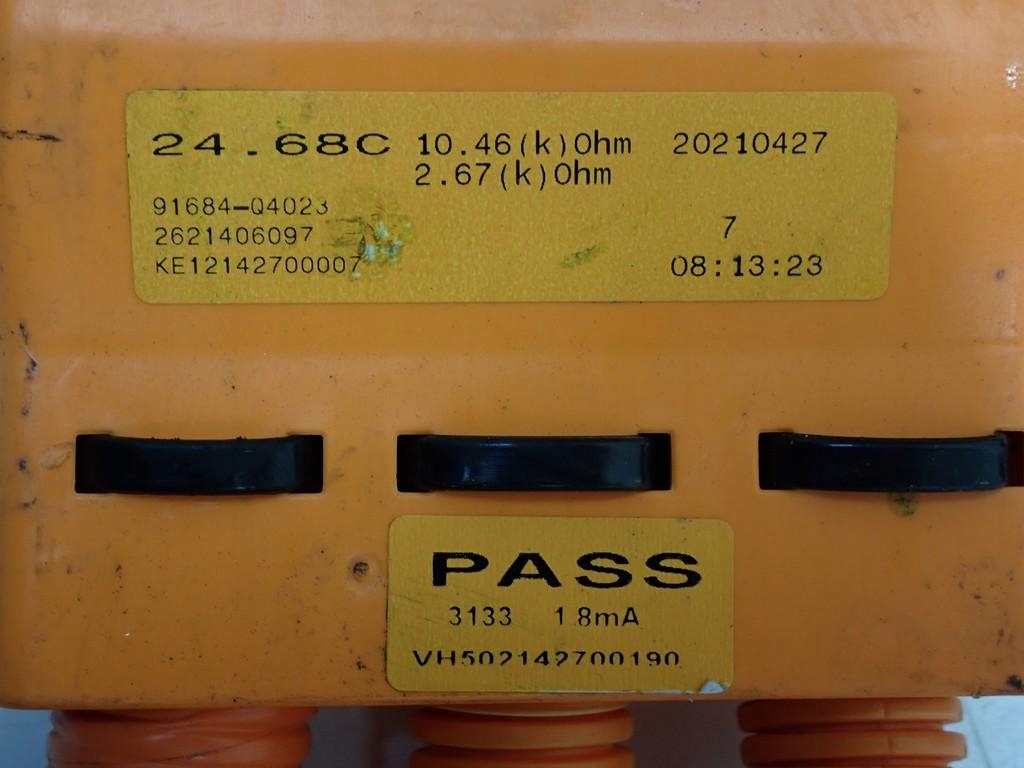 24.68C 10.46(k)Ohm 20210427
2.67(k)Ohm
91684-Q4023
2621406097 7
KE12142700007 08:13:23
PASS
3133 1.8mA
VH502142700190